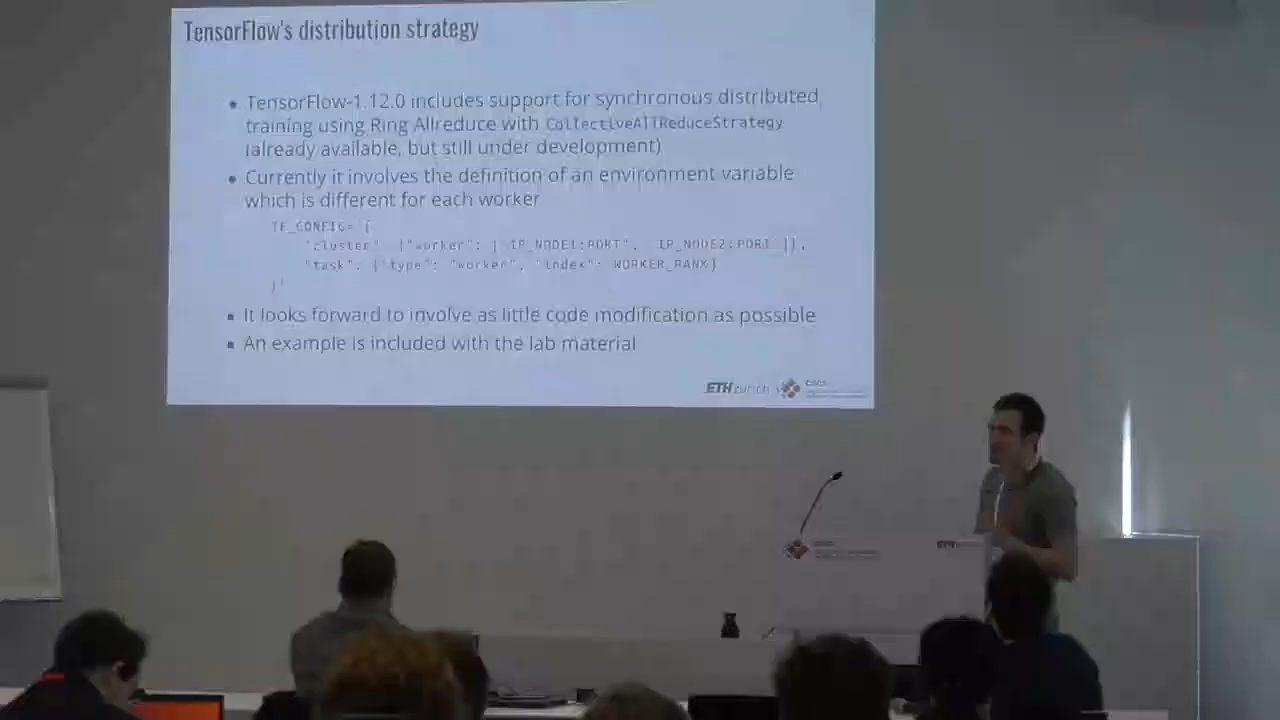 TensorFlow's distribution strategy
• TensorFlow-1.12.0 includes support for synchronous distributed
training using Ring Allreduce with CollectiveAllReduceStrategy
(already available, but still under development)
• Currently it involves the definition of an environment variable
which is different for each worker
TF_CONFIG='{
"cluster": {"worker": ["IP_NODE1:PORT", "IP_NODE2:PORT"]},
"task": {"type": "worker", "index": WORKER_RANK}
}'
• It looks forward to involve as little code modification as possible
• An example is included with the lab material
ETH zürich CSCS
ETH